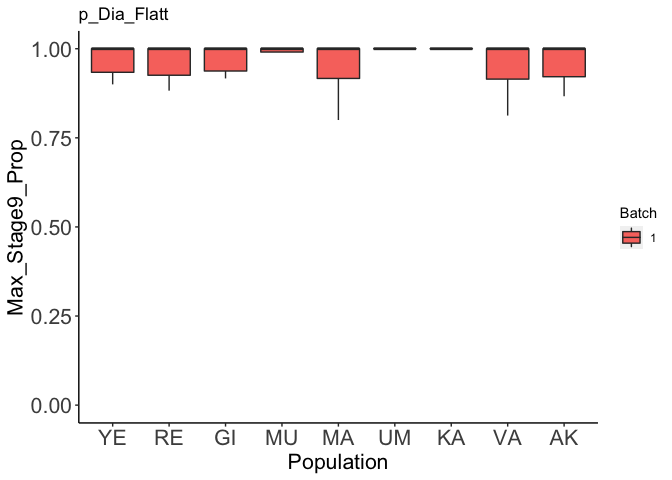 p_Dia_Flatt
Max_Stage9_Prop
1.00
0.75
0.50
0.25
0.00
YE RE GI MU MA UM KA VA AK
Population
Batch
1